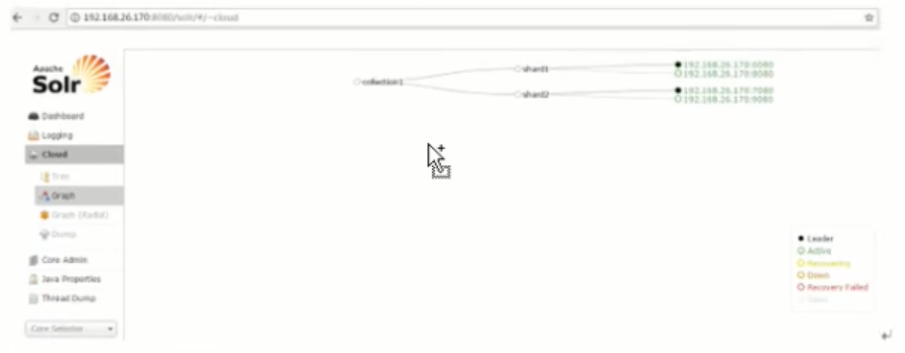 192.168.26.170:8080/solr/#/~cloud
Apache
Solr
Dashboard
Logging
Cloud
Tree
Graph
Graph (Radial)
Dump
Core Admin
Java Properties
Thread Dump
Core Selector
collection1
shard1
shard2
192.168.26.170:6080
192.168.26.170:8080
192.168.26.170:7080
192.168.26.170:9080
Leader
Active
Recovering
Down
Recovery Failed